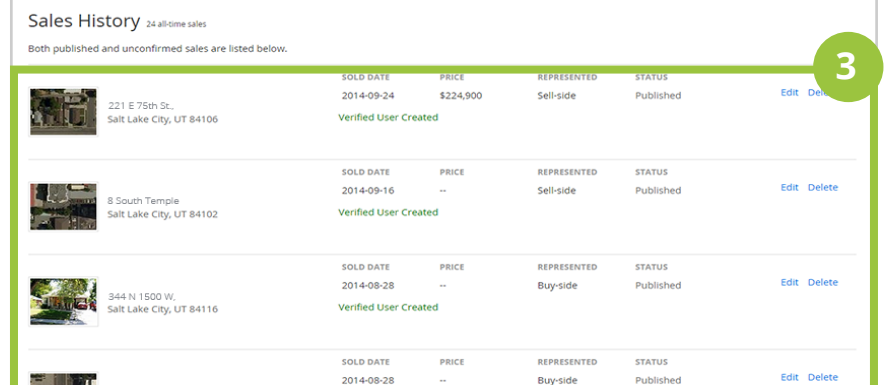 Sales History 24 all-time sales
Both published and unconfirmed sales are listed below.
3
SOLD DATE PRICE REPRESENTED STATUS
221 E 75th St., 2014-09-24 $224,900 Sell-side Published Edit
Salt Lake City, UT 84106 Verified User Created
SOLD DATE PRICE REPRESENTED STATUS
8 South Temple 2014-09-16 -- Sell-side Published Edit Delete
Salt Lake City, UT 84102 Verified User Created
SOLD DATE PRICE REPRESENTED STATUS
344 N 1500 W, 2014-08-28 -- Buy-side Published Edit Delete
Salt Lake City, UT 84116 Verified User Created
SOLD DATE PRICE REPRESENTED STATUS
2014-08-28 -- Buy-side Published Edit Delete